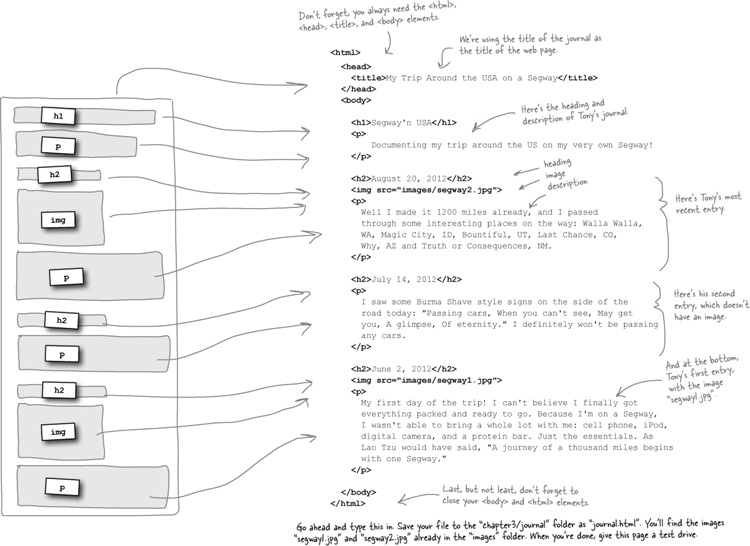 Don't forget, you always need the <html>,
<head>, <title>, and <body> elements.
We're using the title of the journal as
the title of the web page.
<html>
<head>
<title>My Trip Around the USA on a Segway</title>
</head>
<body>
h1
p
h2
img
p
h2
p
h2
img
p
Here's the heading and
description of Tony's journal.
<h1>Segway'n USA</h1>
<p>
Documenting my trip around the US on my very own Segway!
</p>
heading
image
description
<h2>August 20, 2012</h2>
<img src="images/segway2.jpg">
<p>
Well I made it 1200 miles already, and I passed
through some interesting places on the way: Walla Walla,
WA, Magic City, ID, Bountiful, UT, Last Chance, CO,
Why, AZ and Truth or Consequences, NM.
</p>
Here's Tony's most
recent entry.
<h2>July 14, 2012</h2>
<p>
I saw some Burma Shave style signs on the side of the
road today: "Passing cars, When you can't see, May get
you, A glimpse, Of eternity." I definitely won't be passing
any cars.
</p>
Here's his second
entry, which doesn't
have an image.
<h2>June 2, 2012</h2>
<img src="images/segway1.jpg">
<p>
My first day of the trip! I can't believe I finally got
everything packed and ready to go. Because I'm on a Segway,
I wasn't able to bring a whole lot with me: cell phone, iPod,
digital camera, and a protein bar. Just the essentials. As
Lao Tzu would have said, "A journey of a thousand miles begins
with one Segway."
</p>
And at the bottom,
Tony's first entry,
with the image
"segway1.jpg".
</body>
</html>
Last, but not least, don't forget to
close your <body> and <html> elements.
Go ahead and type this in. Save your file to the "chapter3/journal" folder as "journal.html". You'll find the images
"segway1.jpg" and "segway2.jpg" already in the "images" folder. When you're done, give this page a test drive.